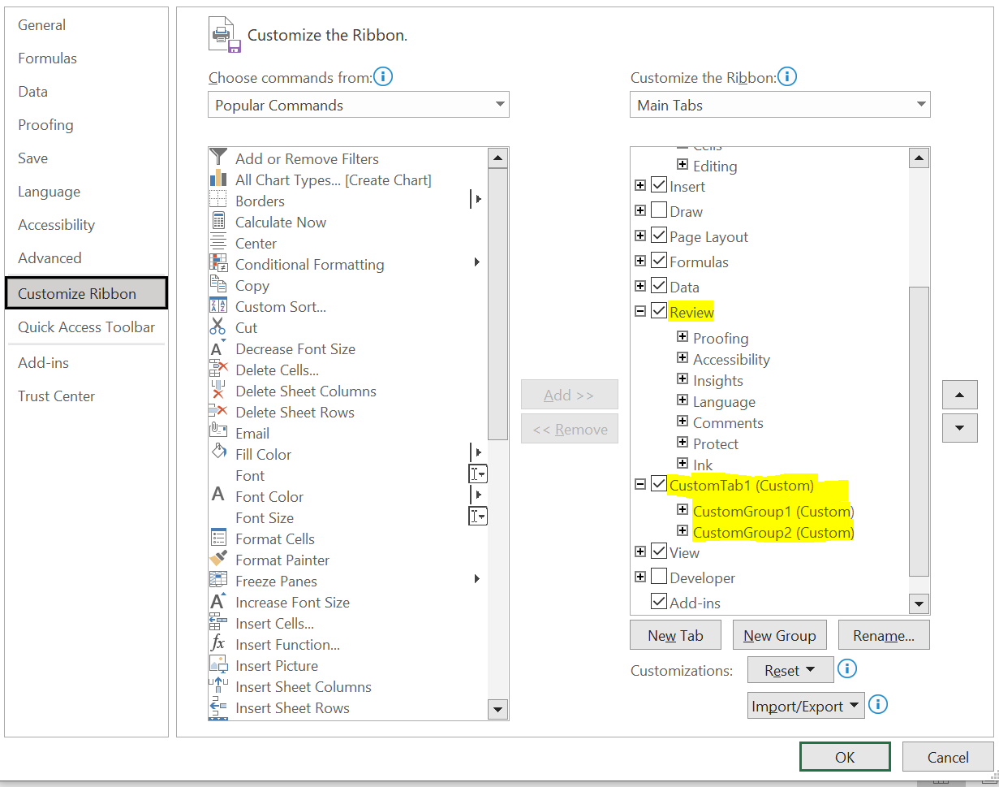 General
Formulas
Data
Proofing
Save
Language
Accessibility
Advanced
Customize Ribbon
Quick Access Toolbar
Add-ins
Trust Center
Customize the Ribbon.
Choose commands from:
Popular Commands
Add or Remove Filters
All Chart Types... [Create Chart]
Borders
Calculate Now
Center
Conditional Formatting
Copy
Custom Sort...
Cut
Decrease Font Size
Delete Cells...
Delete Sheet Columns
Delete Sheet Rows
Email
Fill Color
Font
Font Color
Font Size
Format Cells
Format Painter
Freeze Panes
Increase Font Size
Insert Cells...
Insert Function...
Insert Picture
Insert Sheet Columns
Insert Sheet Rows
Add >>
<< Remove
Customize the Ribbon:
Main Tabs
Cells
Editing
Insert
Draw
Page Layout
Formulas
Data
Review
Proofing
Accessibility
Insights
Language
Comments
Protect
Ink
CustomTab1 (Custom)
CustomGroup1 (Custom)
CustomGroup2 (Custom)
View
Developer
Add-ins
New Tab
New Group
Rename...
Customizations:
Reset
Import/Export
OK
Cancel